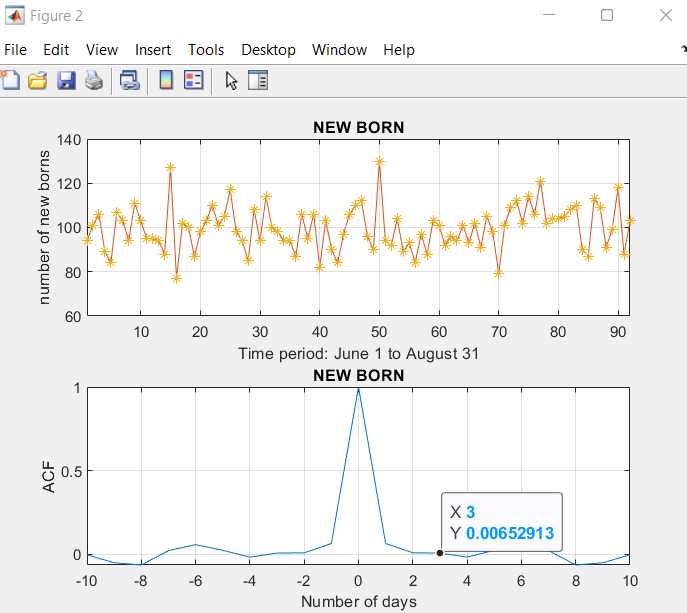 Figure 2
File Edit View Insert Tools Desktop Window Help
NEW BORN
140
120
100
80
60
number of new borns
10 20 30 40 50 60 70 80 90
Time period: June 1 to August 31
NEW BORN
1
0.5
0
ACF
X 3
Y 0.00652913
-10 -8 -6 -4 -2 0 2 4 6 8 10
Number of days